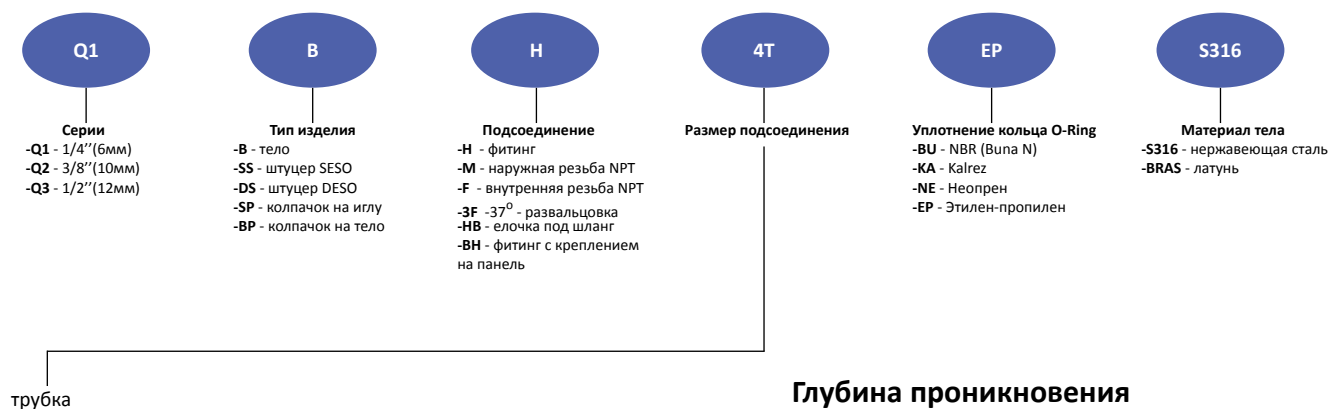 Q1
B
H
4T
EP
S316
Серии
-Q1 - 1/4’’(6мм)
-Q2 - 3/8’’(10мм)
-Q3 - 1/2’’(12мм)
Тип изделия
-B - тело
-SS - штуцер SESO
-DS - штуцер DESO
-SP - колпачок на иглу
-BP - колпачок на тело
Подсоединение
-H - фитинг
-M - наружная резьба NPT
-F - внутренняя резьба NPT
-3F -37° - развальцовка
-HB - елочка под шланг
-BH - фитинг с креплением
на панель
Размер подсоединения
Уплотнение кольца O-Ring
-BU - NBR (Buna N)
-KA - Kalrez
-NE - Неопрен
-EP - Этилен-пропилен
Материал тела
-S316 - нержавеющая сталь
-BRAS - латунь
трубка
Глубина проникновения